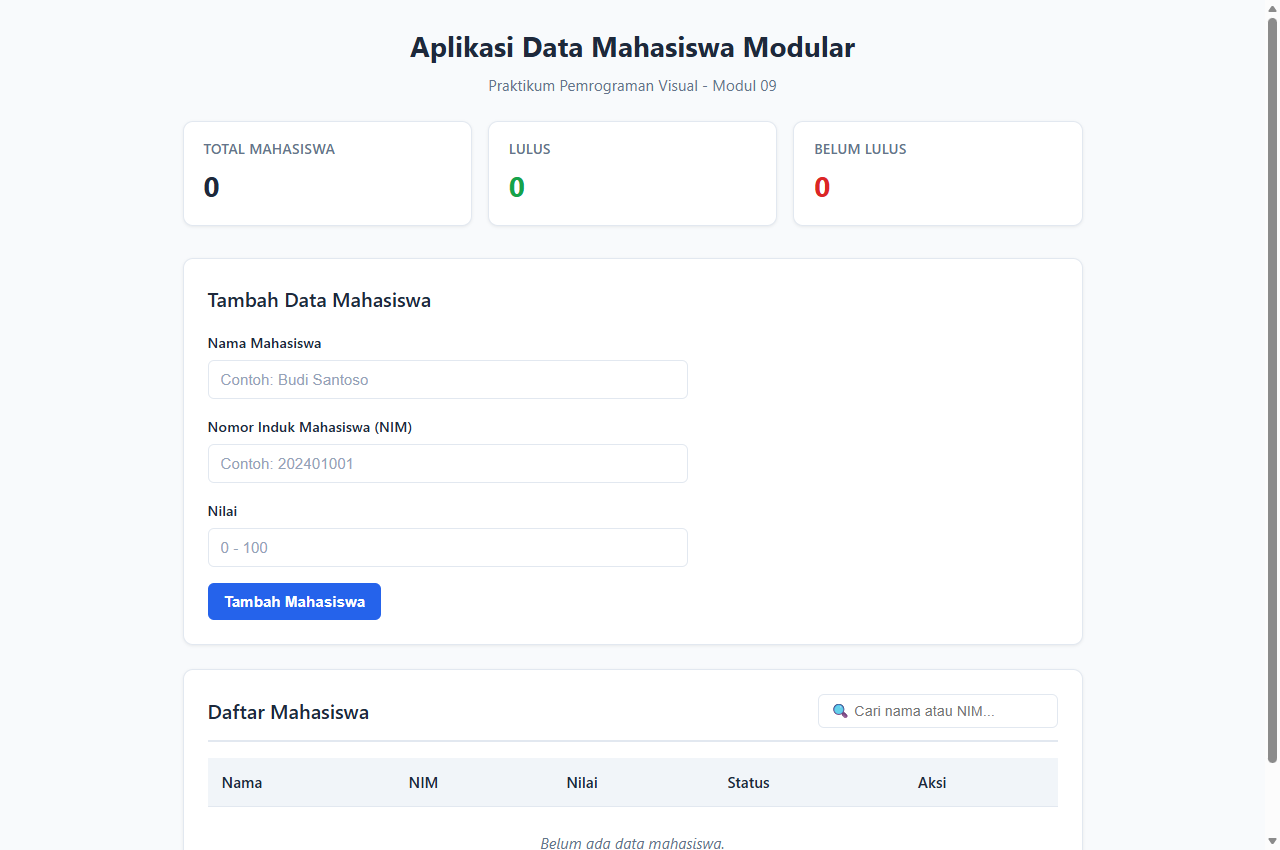 Aplikasi Data Mahasiswa Modular
Praktikum Pemrograman Visual - Modul 09
TOTAL MAHASISWA
0
LULUS
0
BELUM LULUS
0
Tambah Data Mahasiswa
Nama Mahasiswa
Contoh: Budi Santoso
Nomor Induk Mahasiswa (NIM)
Contoh: 202401001
Nilai
0 - 100
Tambah Mahasiswa
Daftar Mahasiswa
Cari nama atau NIM...
Nama NIM Nilai Status Aksi
Belum ada data mahasiswa.